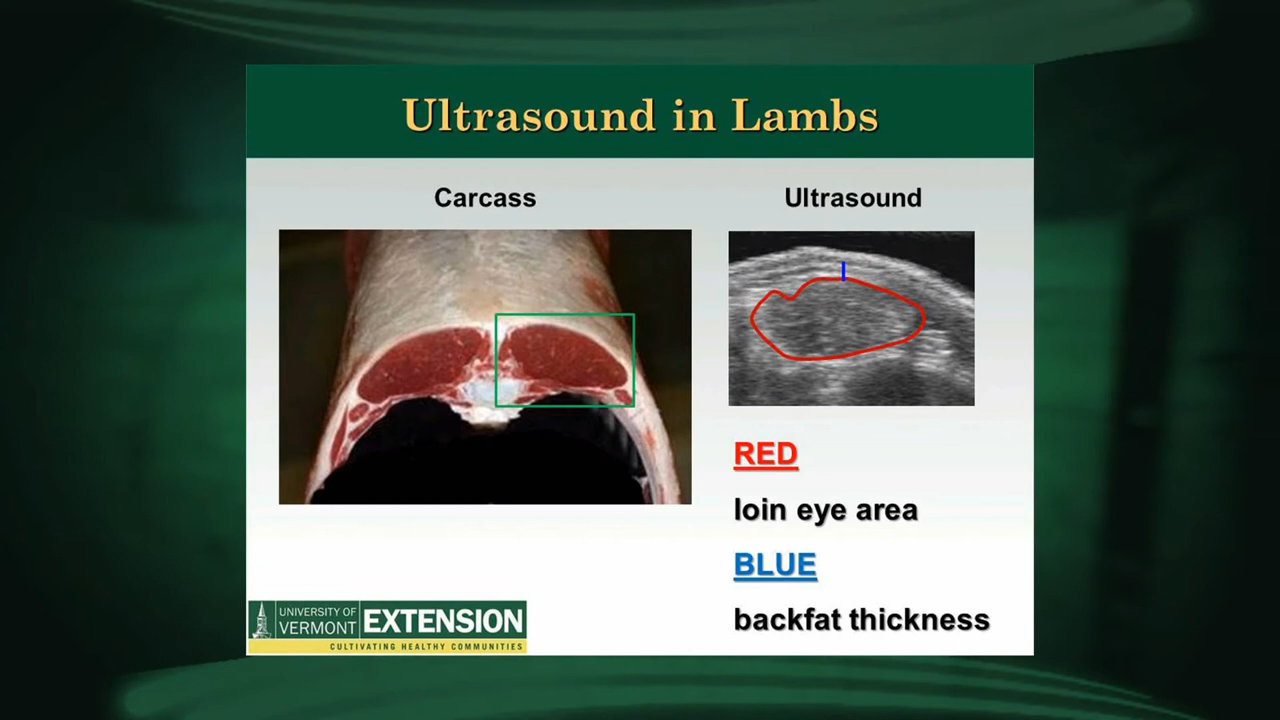 Ultrasound in Lambs
Carcass
Ultrasound
RED
loin eye area
BLUE
backfat thickness
UNIVERSITY OF
VERMONT
EXTENSION
CULTIVATING HEALTHY COMMUNITIES